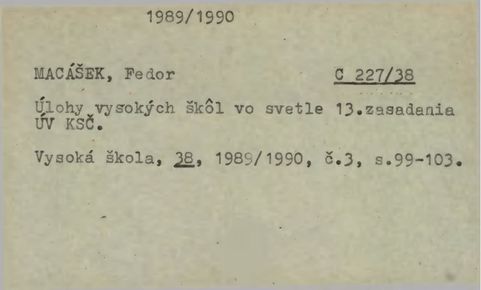 1989/1990
MACÁŠEK, Fedor C 227/38
Úlohy vysokých škôl vo svetle 13.zasadania
ÚV KSČ.
Vysoká škola, 38, 1989/1990, č.3, s.99-103.